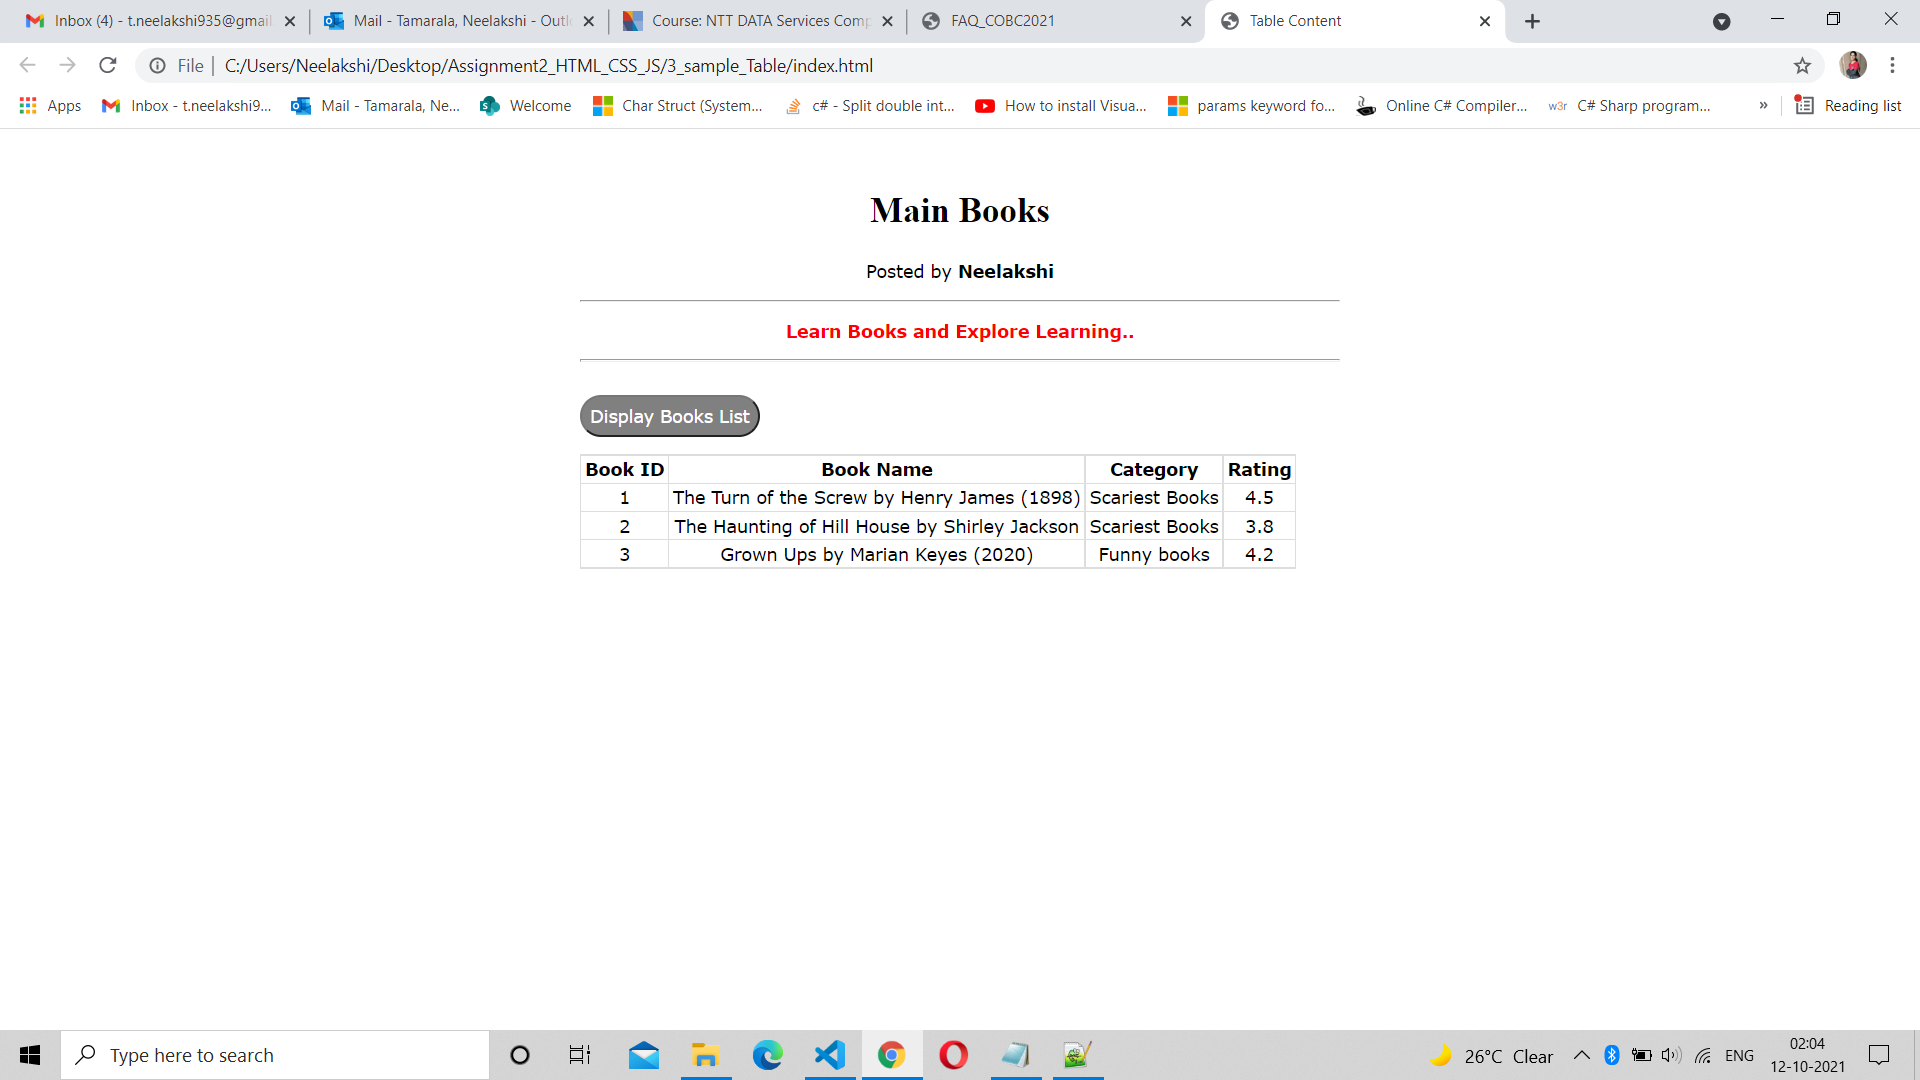 Inbox (4) - t.neelakshi935@gmail
Mail - Tamarala, Neelakshi - Outl
Course: NTT DATA Services Comp
FAQ_COBC2021
Table Content
File
C:/Users/Neelakshi/Desktop/Assignment2_HTML_CSS_JS/3_sample_Table/index.html
Apps
Inbox - t.neelakshi9...
Mail - Tamarala, Ne...
Welcome
Char Struct (System...
c# - Split double int...
How to install Visua...
params keyword fo...
Online C# Compiler...
w3r C# Sharp program...
»
Reading list
Main Books
Posted by Neelakshi
Learn Books and Explore Learning..
Display Books List
Book ID Book Name Category Rating
1 The Turn of the Screw by Henry James (1898) Scariest Books 4.5
2 The Haunting of Hill House by Shirley Jackson Scariest Books 3.8
3 Grown Ups by Marian Keyes (2020) Funny books 4.2
Type here to search
26°C Clear
ENG
02:04
12-10-2021